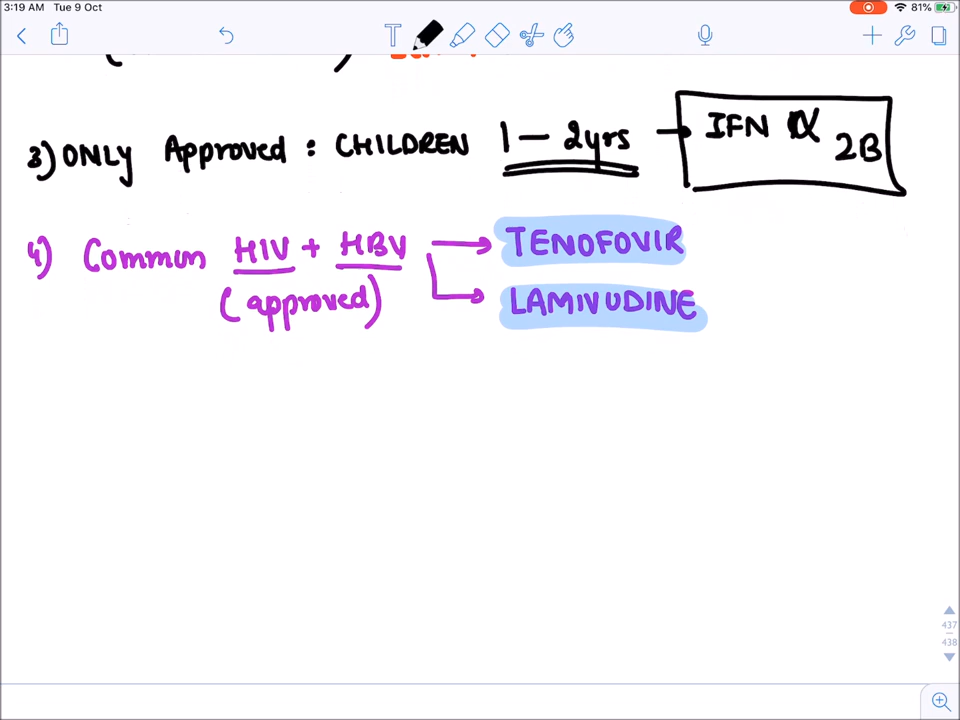 3:19 AM Tue 9 Oct 81%
T
3) ONLY Approved : CHILDREN 1 - 2yrs → IFN α 2B
4) Common HIV + HBV → TENOFOVIR
(approved) → LAMIVUDINE
437
438